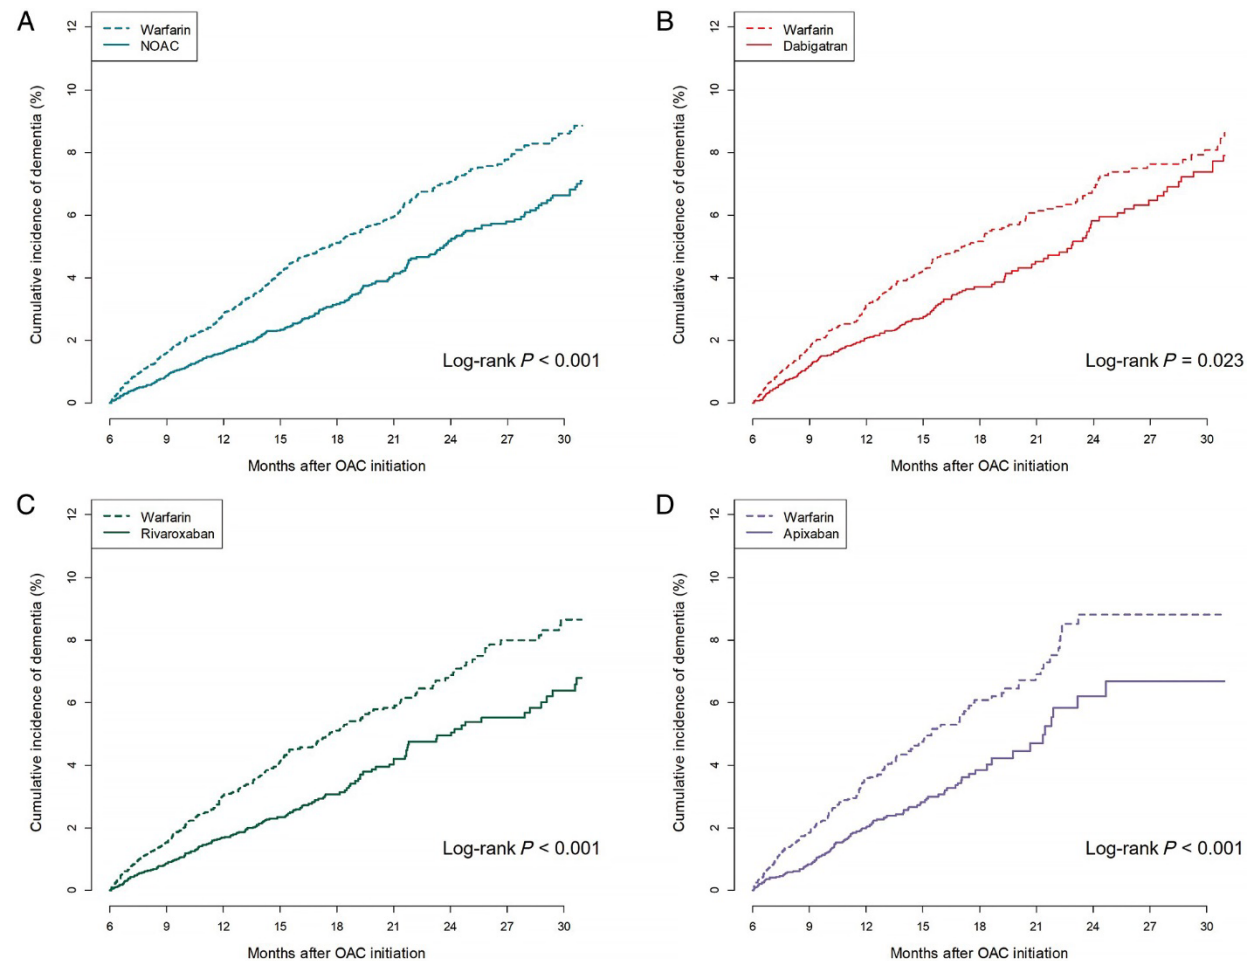 A
Warfarin
NOAC
Cumulative incidence of dementia (%)
12
10
8
6
4
2
0
Log-rank P < 0.001
6 9 12 15 18 21 24 27 30
Months after OAC initiation
B
Warfarin
Dabigatran
Cumulative incidence of dementia (%)
12
10
8
6
4
2
0
Log-rank P = 0.023
6 9 12 15 18 21 24 27 30
Months after OAC initiation
C
Warfarin
Rivaroxaban
Cumulative incidence of dementia (%)
12
10
8
6
4
2
0
Log-rank P < 0.001
6 9 12 15 18 21 24 27 30
Months after OAC initiation
D
Warfarin
Apixaban
Cumulative incidence of dementia (%)
12
10
8
6
4
2
0
Log-rank P < 0.001
6 9 12 15 18 21 24 27 30
Months after OAC initiation